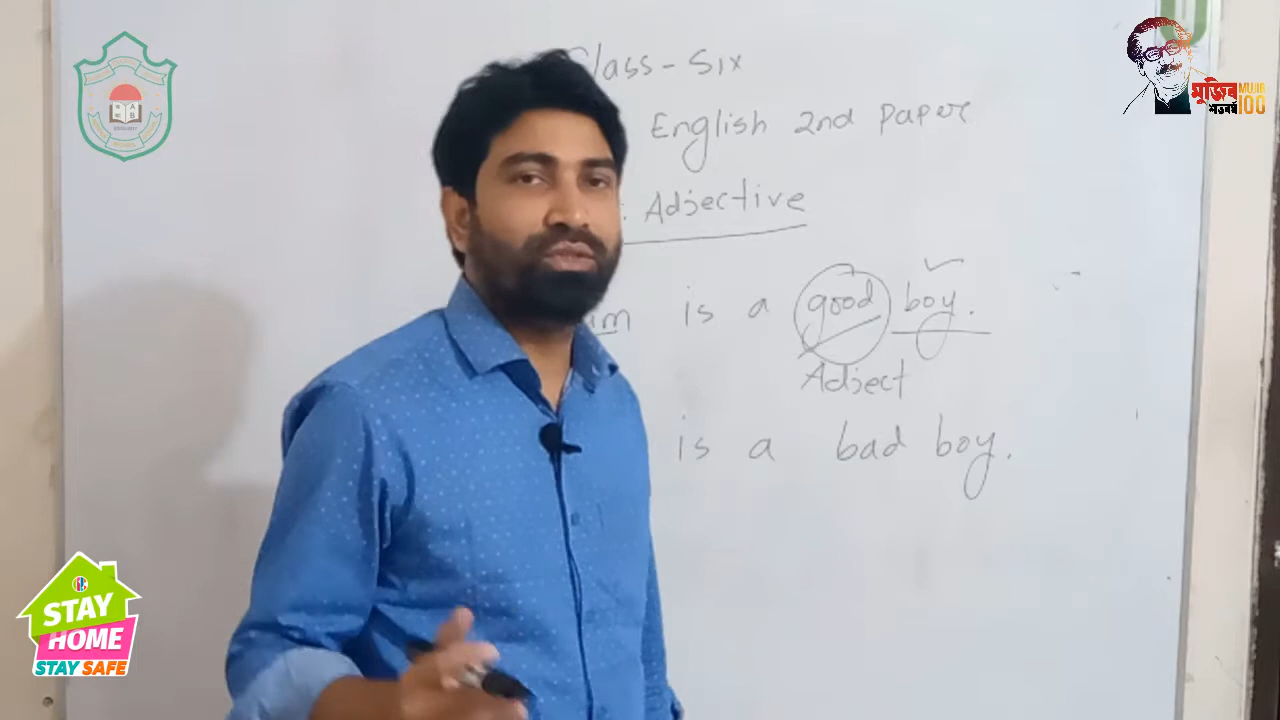 Class - Six
English 2nd Paper
: Adjective
is a good boy.
Adject
is a bad boy.
মুজিব
শতবর্ষ
MUJIB
100
STAY
HOME
STAY SAFE